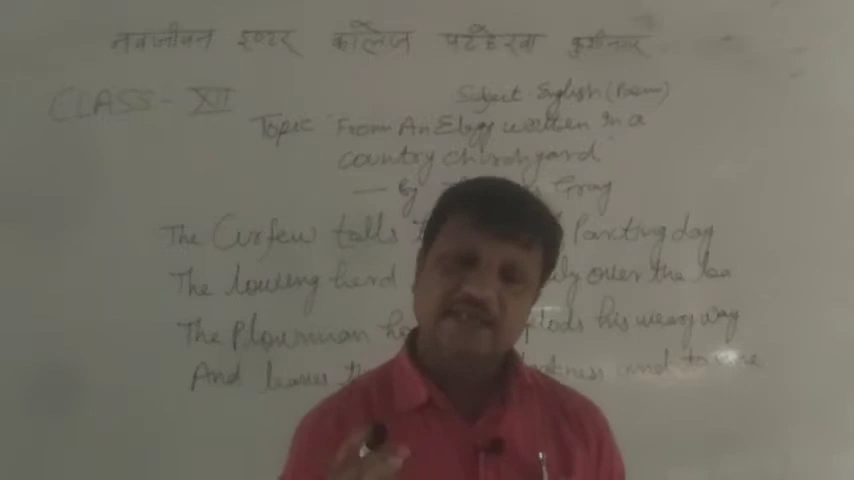 नवजीवन इण्टर कॉलेज पटहेरवा कुशीनगर
CLASS - XII
Subject English (Poem)
Topic "From An Elegy written In a
country churchyard"
— By Gray
The Curfew tolls Parting day
The lowing herd over the lea
The Plowman plods his weary way
And leaves darkness and to me